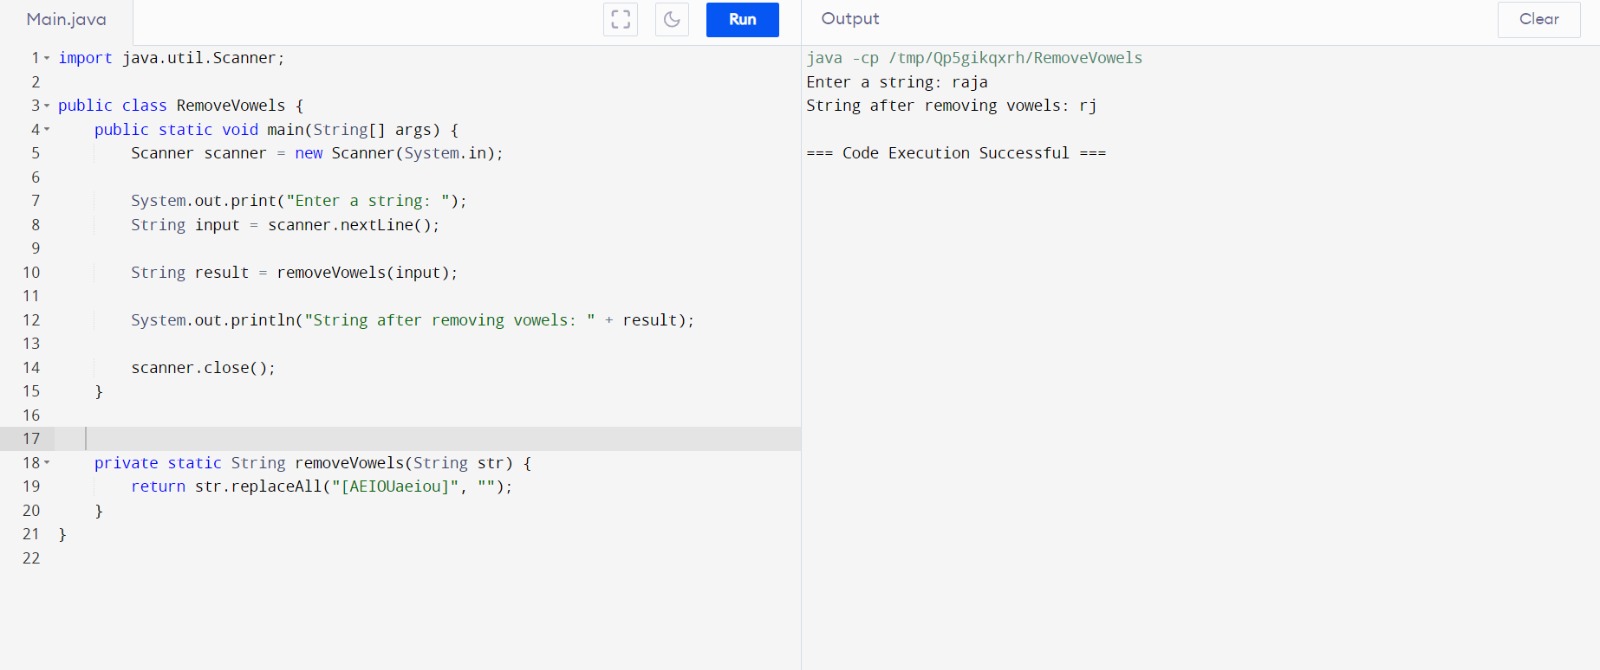 Main.java
Run
Output
Clear
1 import java.util.Scanner;
2
3 public class RemoveVowels {
4     public static void main(String[] args) {
5         Scanner scanner = new Scanner(System.in);
6
7         System.out.print("Enter a string: ");
8         String input = scanner.nextLine();
9
10         String result = removeVowels(input);
11
12         System.out.println("String after removing vowels: " + result);
13
14         scanner.close();
15     }
16
17
18     private static String removeVowels(String str) {
19         return str.replaceAll("[AEIOUaeiou]", "");
20     }
21 }
22
java -cp /tmp/Qp5gikqxrh/RemoveVowels
Enter a string: raja
String after removing vowels: rj
=== Code Execution Successful ===